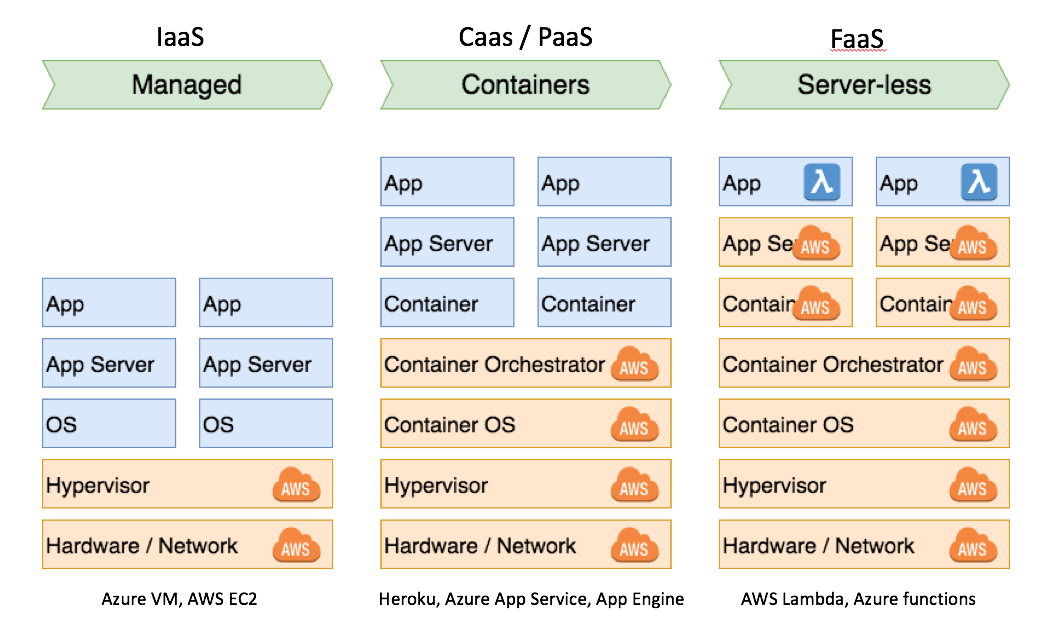 IaaS
Caas / PaaS
FaaS
Managed
Containers
Server-less
App
App
App λ
App λ
App Server
App Server
App Se AWS
App Se AWS
App
App
Container
Container
Contain AWS
Contain AWS
App Server
App Server
Container Orchestrator AWS
Container Orchestrator AWS
OS
OS
Container OS AWS
Container OS AWS
Hypervisor AWS
Hypervisor AWS
Hypervisor AWS
Hardware / Network AWS
Hardware / Network AWS
Hardware / Network AWS
Azure VM, AWS EC2
Heroku, Azure App Service, App Engine
AWS Lambda, Azure functions